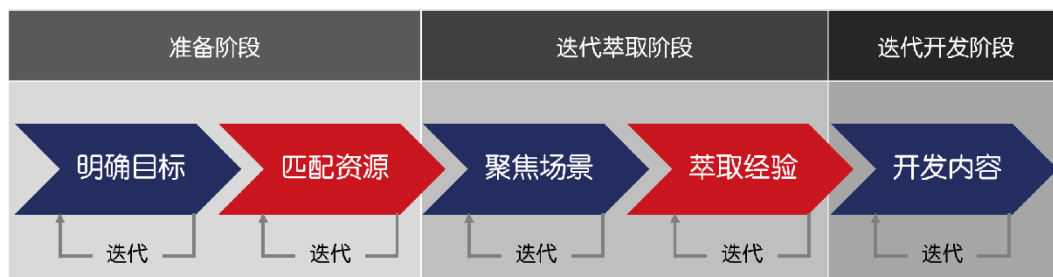 准备阶段
迭代萃取阶段
迭代开发阶段
明确目标
匹配资源
聚焦场景
萃取经验
开发内容
迭代
迭代
迭代
迭代
迭代